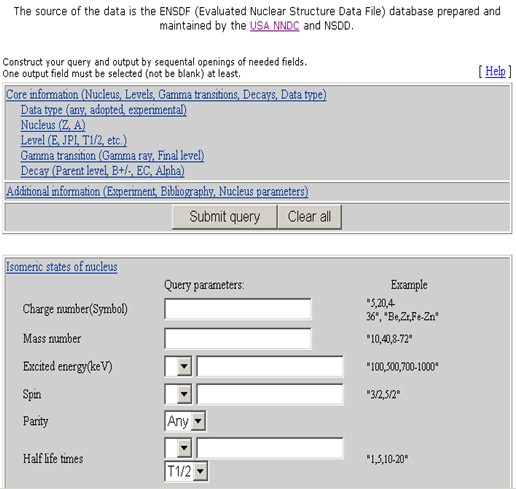 The source of the data is the ENSDF (Evaluated Nuclear Structure Data File) database prepared and
maintained by the USA NNDC and NSDD.
Construct your query and output by sequental openings of needed fields.
One output field must be selected (not be blank) at least.
[ Help ]
Core information (Nucleus, Levels, Gamma transitions, Decays, Data type)
Data type (any, adopted, experimental)
Nucleus (Z, A)
Level (E, JPI, T1/2, etc.)
Gamma transition (Gamma ray, Final level)
Decay (Parent level, B+/-, EC, Alpha)
Additional information (Experiment, Bibliography, Nucleus parameters)
Submit query Clear all
Isomeric states of nucleus
Query parameters: Example
Charge number(Symbol) "5,20,4-
36", "Be,Zr,Fe-Zn"
Mass number "10,40,8-72"
Excited energy(keV) "100,500,700-1000"
Spin "3/2,5/2"
Parity Any
Half life times "1,5,10-20"
T1/2